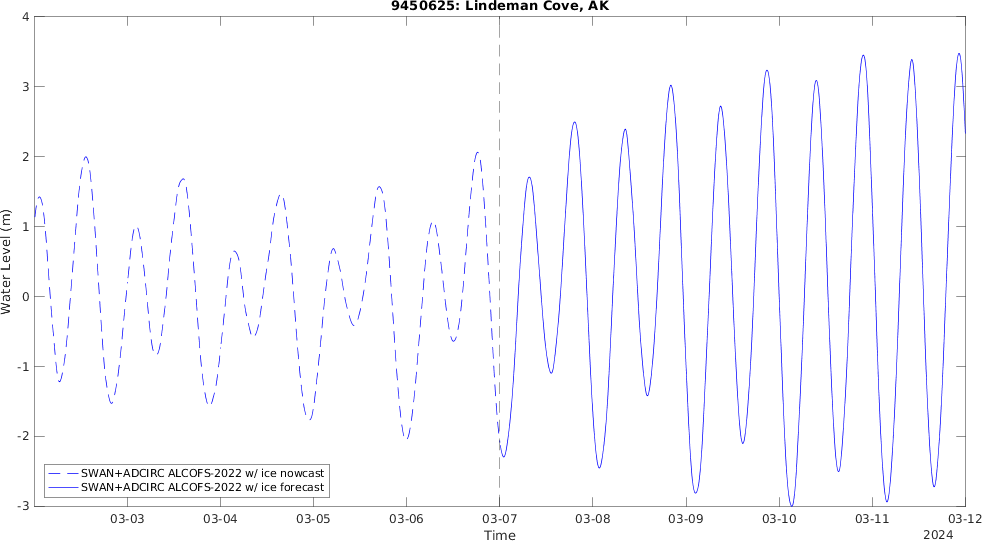 9450625: Lindeman Cove, AK
4
3
2
1
0
-1
-2
-3
Water Level (m)
SWAN+ADCIRC ALCOFS-2022 w/ ice nowcast
SWAN+ADCIRC ALCOFS-2022 w/ ice forecast
03-03 03-04 03-05 03-06 03-07 03-08 03-09 03-10 03-11 03-12
Time
2024